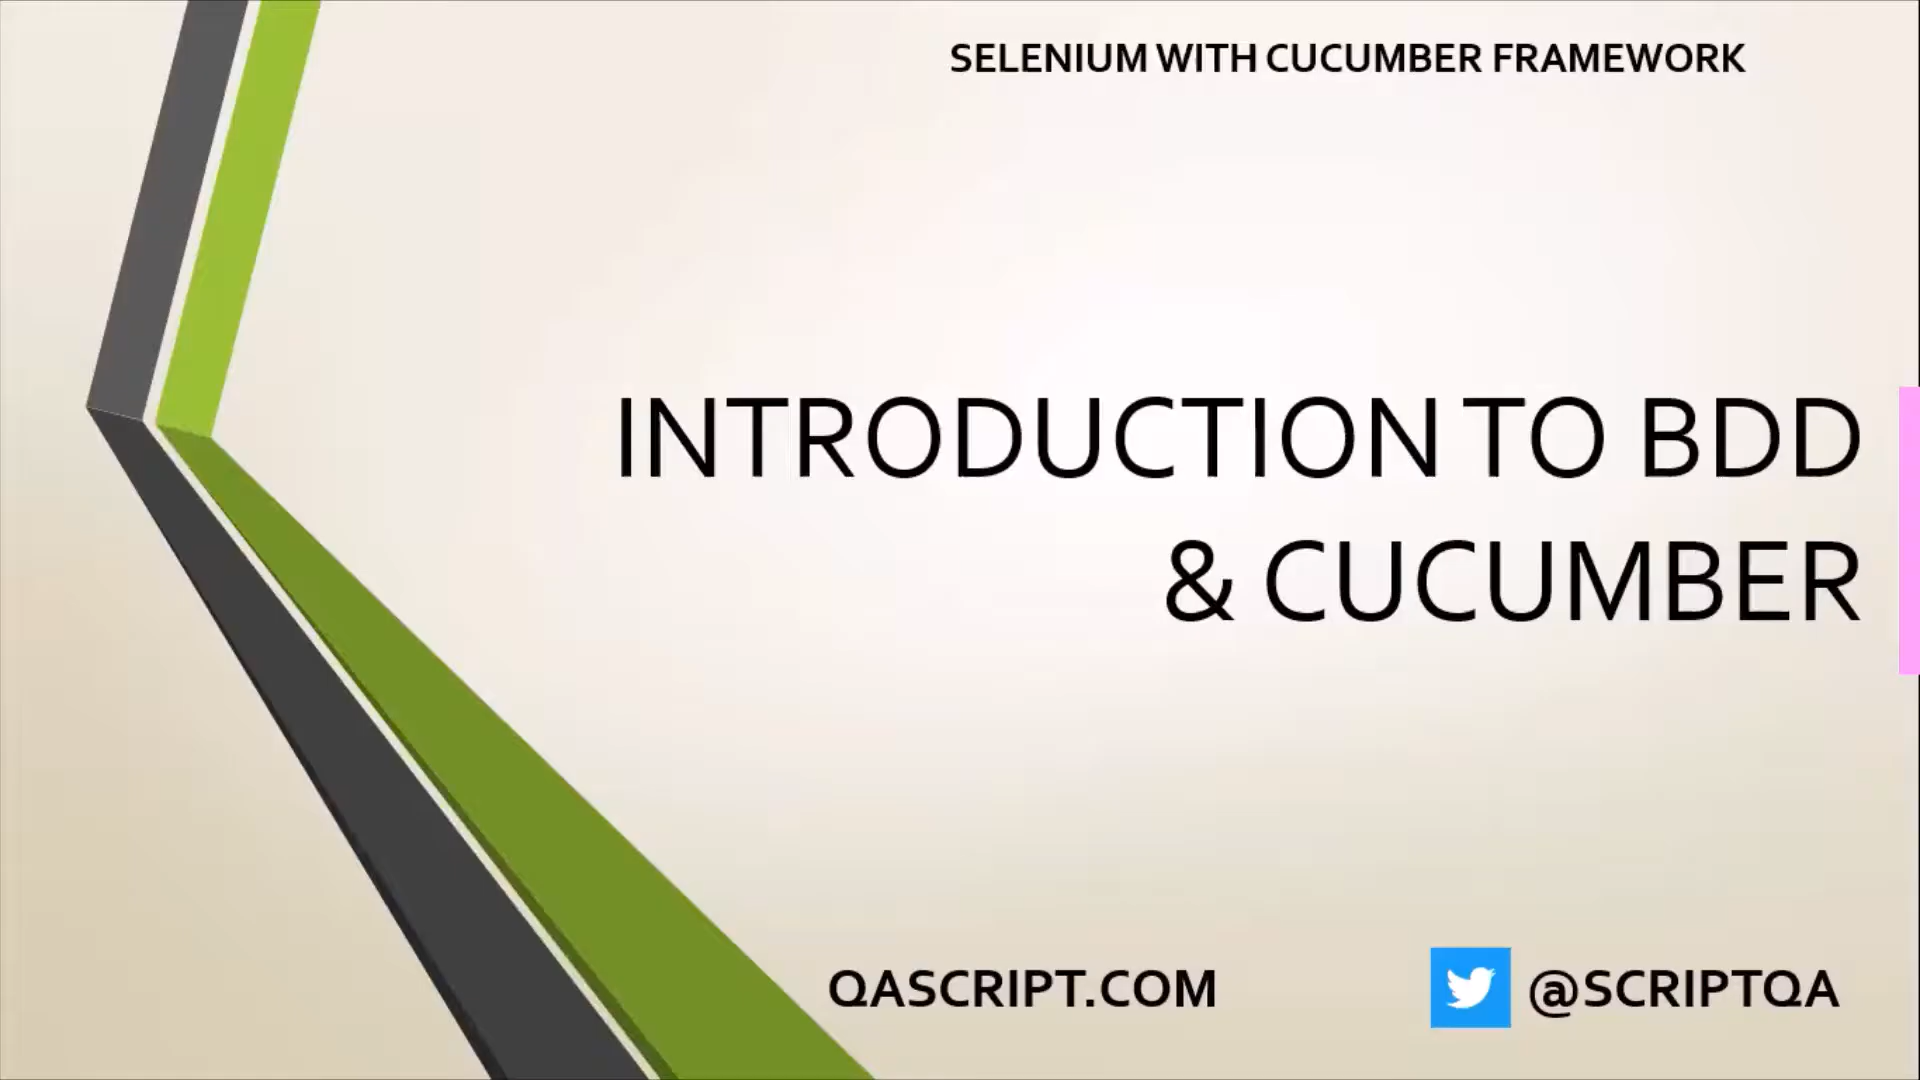 SELENIUM WITH CUCUMBER FRAMEWORK
INTRODUCTION TO BDD
& CUCUMBER
QASCRIPT.COM
@SCRIPTQA